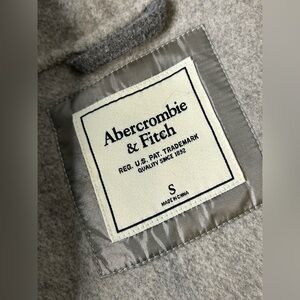 Abercrombie
& Fitch
REG. U.S. PAT. TRADEMARK
QUALITY SINCE 1892
S
MADE IN CHINA